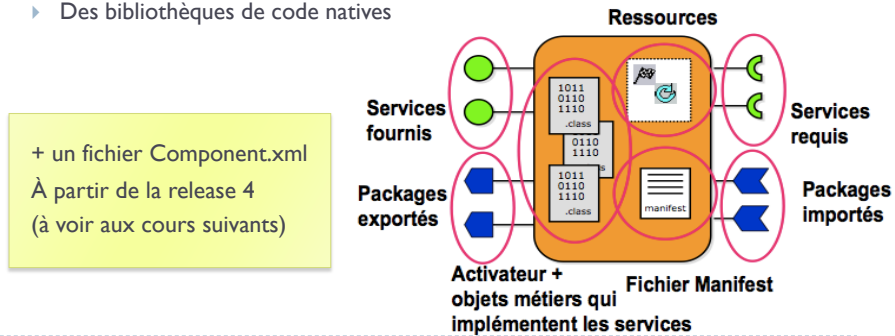 Des bibliothèques de code natives
Ressources
1011
0110
1110
.class
0110
1110
s
1011
0110
1110
.class
manifest
Services
fournis
Services
requis
+ un fichier Component.xml
À partir de la release 4
(à voir aux cours suivants)
Packages
exportés
Packages
importés
Activateur +
objets métiers qui
implémentent les services
Fichier Manifest